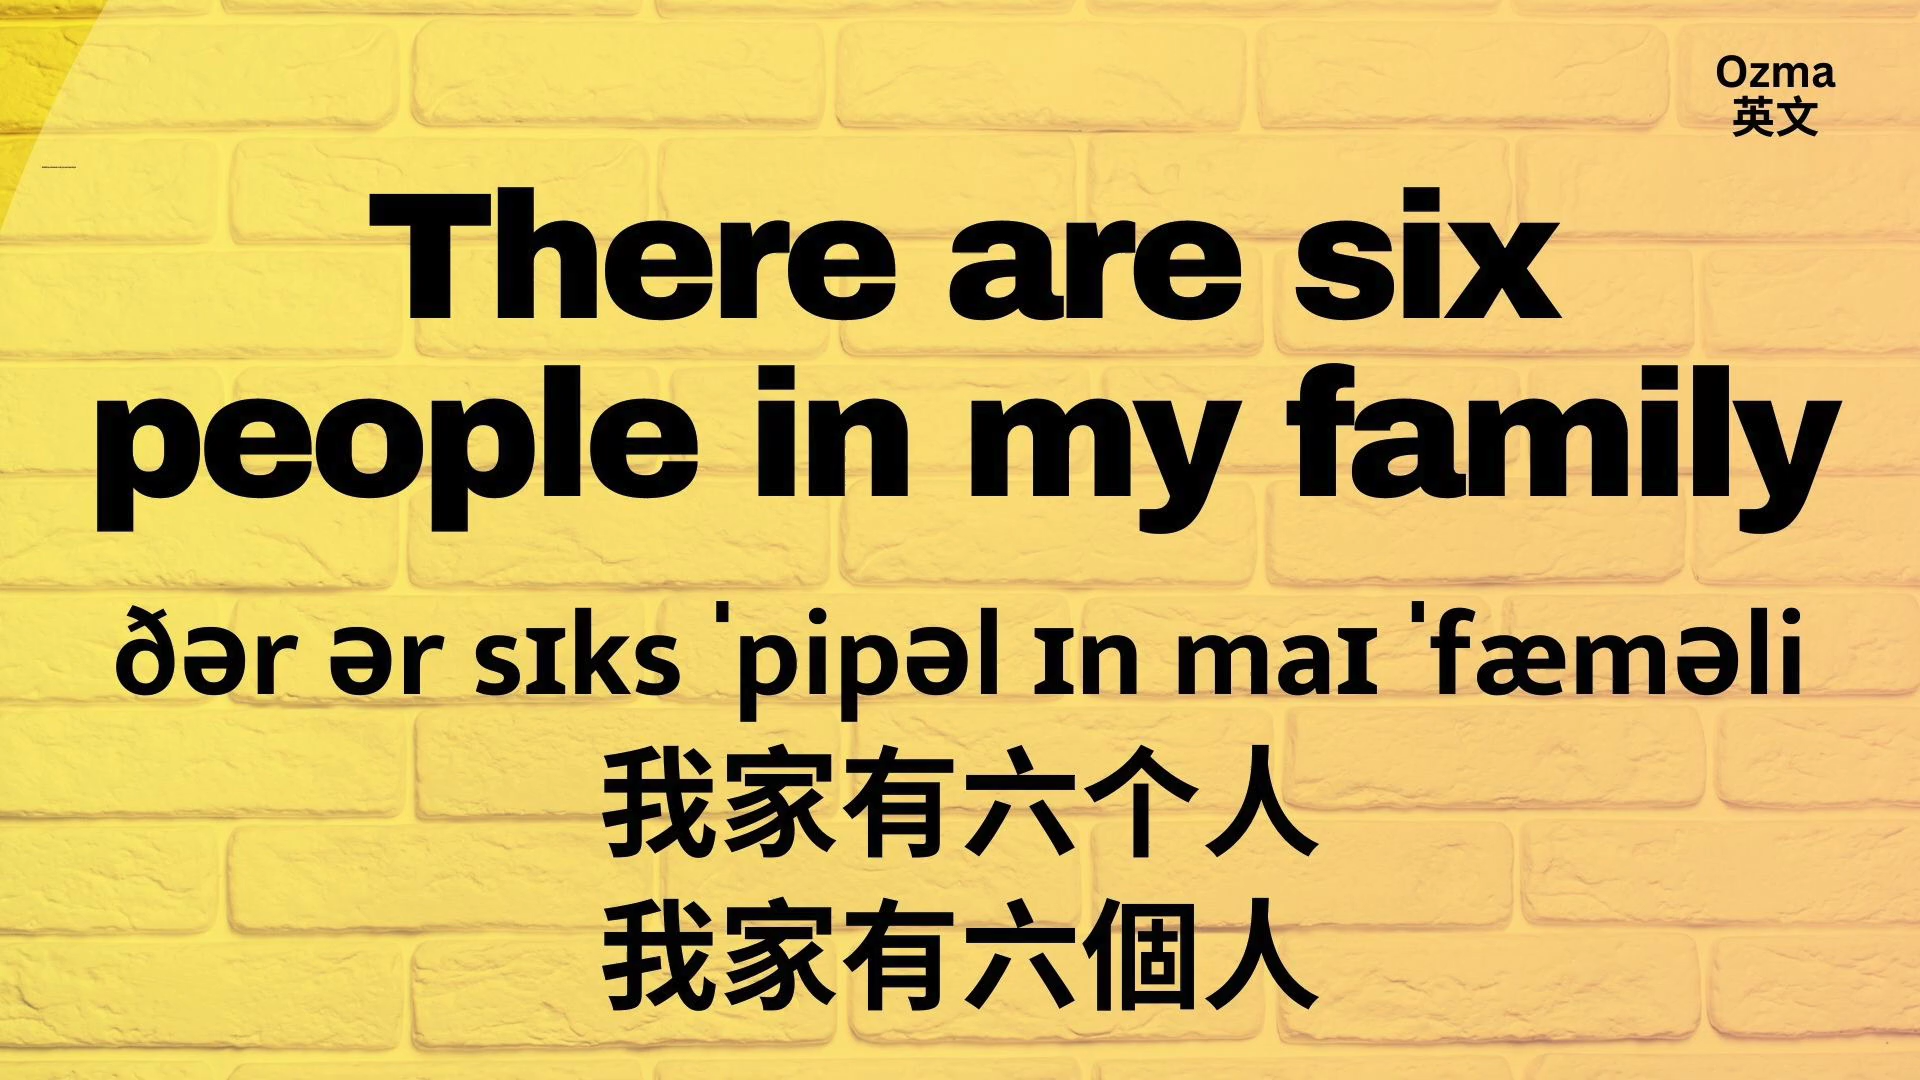 Ozma
英文
There are six
people in my family
ðər ər sɪks ˈpipəl ɪn maɪ ˈfæməli
我家有六个人
我家有六個人